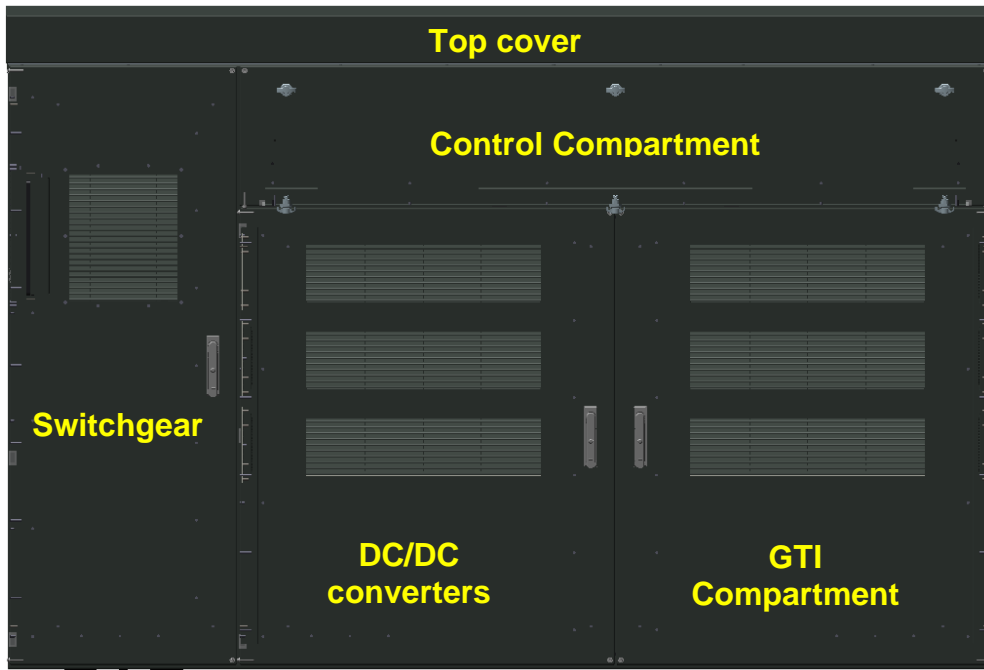 Top cover
Control Compartment
Switchgear
DC/DC
converters
GTI
Compartment